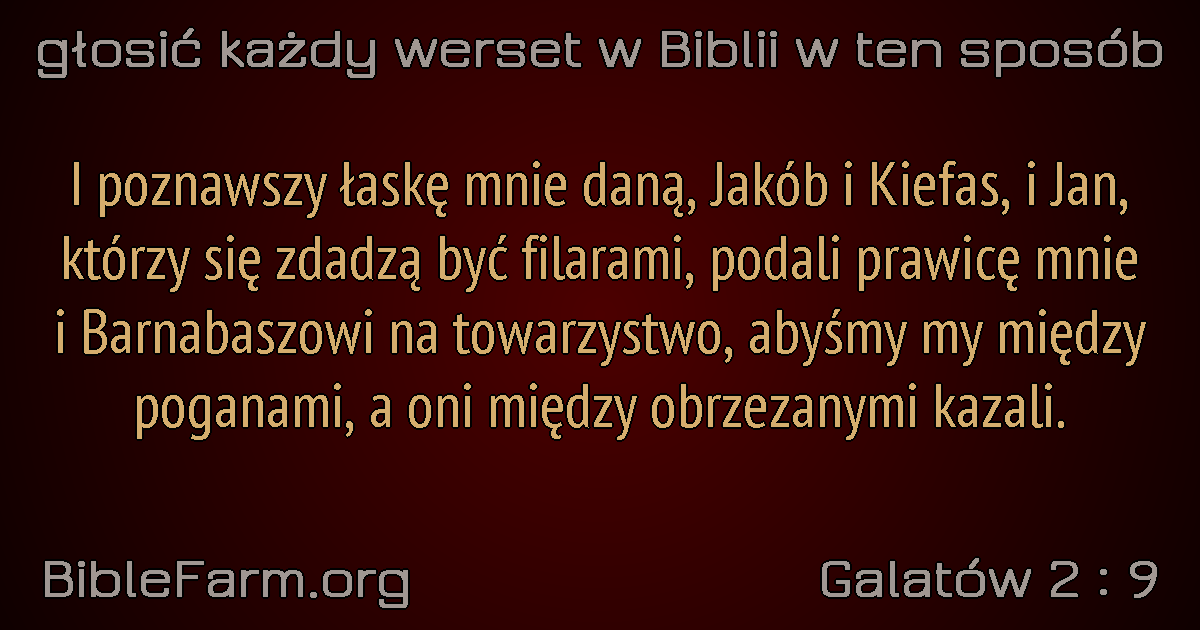 głosić każdy werset w Biblii w ten sposób
I poznawszy łaskę mnie daną, Jakób i Kiefas, i Jan,
którzy się zdadzą być filarami, podali prawicę mnie
i Barnabaszowi na towarzystwo, abyśmy my między
poganami, a oni między obrzezanymi kazali.
BibleFarm.org
Galatów 2 : 9